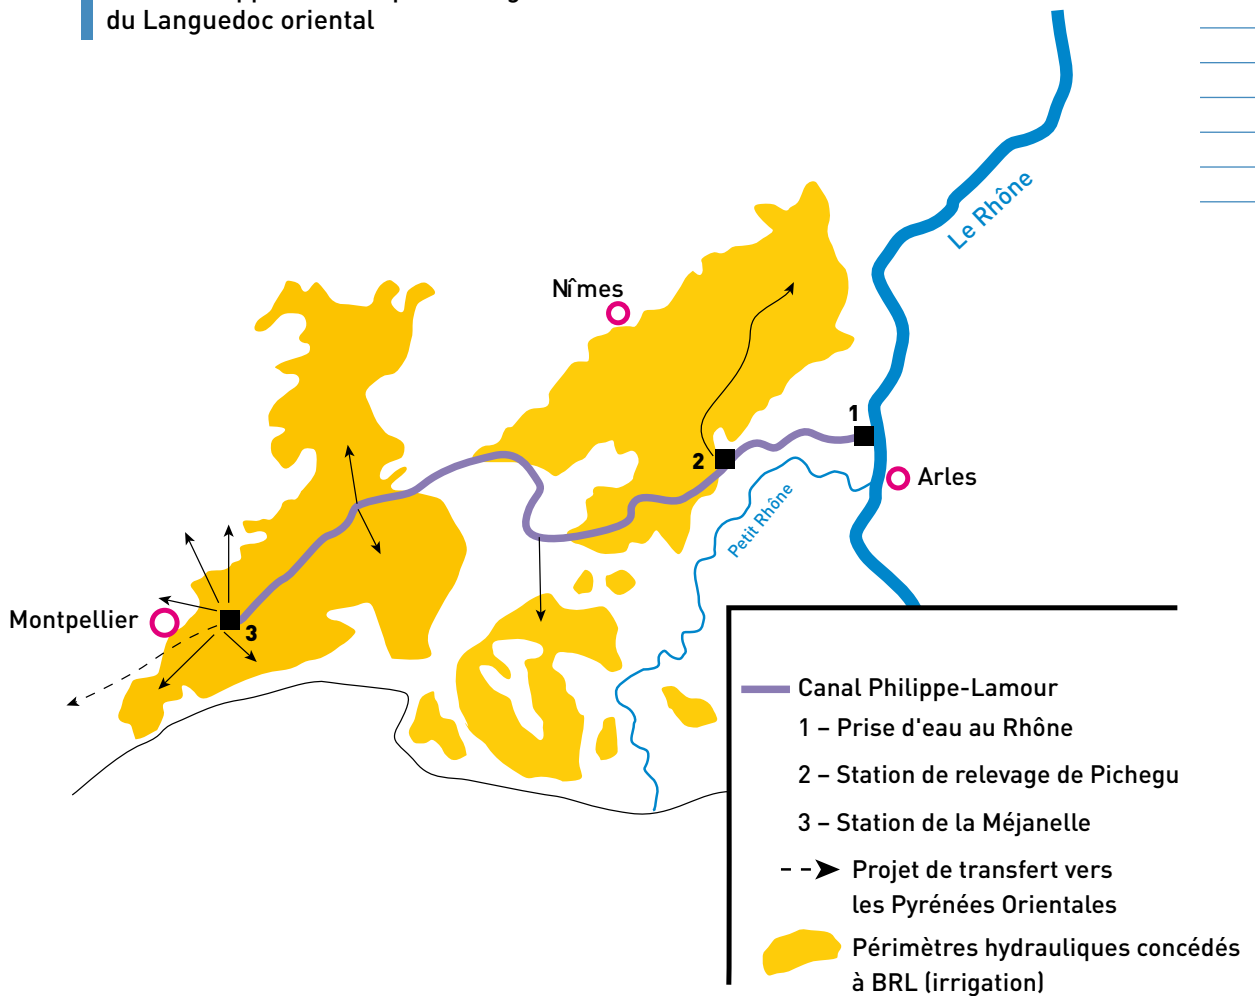 du Languedoc oriental
Le Rhône
Nîmes
1
2
Arles
Petit Rhône
Montpellier
3
Canal Philippe-Lamour
1 – Prise d'eau au Rhône
2 – Station de relevage de Pichegu
3 – Station de la Méjanelle
Projet de transfert vers
les Pyrénées Orientales
Périmètres hydrauliques concédés
à BRL (irrigation)